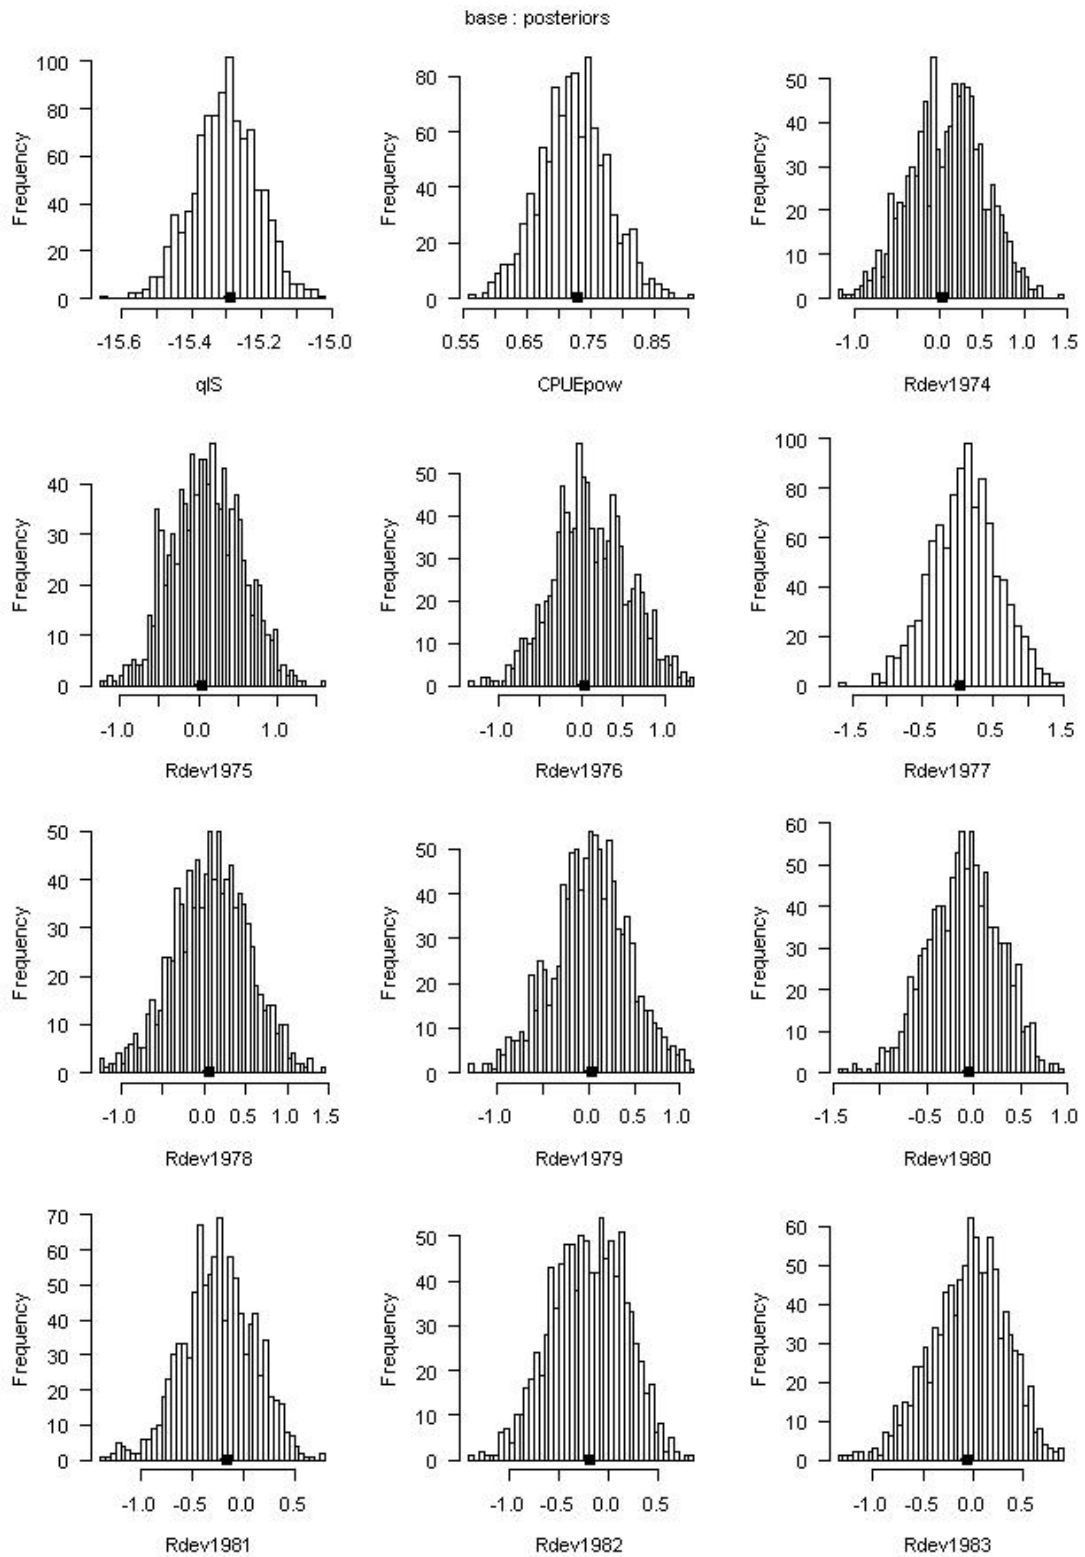 base : posteriors
100
80
60
40
20
0
Frequency
-15.6 -15.4 -15.2 -15.0
qIS
80
60
40
20
0
Frequency
0.55 0.65 0.75 0.85
CPUEpow
50
40
30
20
10
0
Frequency
-1.0 0.0 0.5 1.0 1.5
Rdev1974
40
30
20
10
0
Frequency
-1.0 0.0 1.0
Rdev1975
50
40
30
20
10
0
Frequency
-1.0 0.0 0.5 1.0
Rdev1976
100
80
60
40
20
0
Frequency
-1.5 -0.5 0.5 1.5
Rdev1977
50
40
30
20
10
0
Frequency
-1.0 0.0 0.5 1.0 1.5
Rdev1978
50
40
30
20
10
0
Frequency
-1.0 0.0 0.5 1.0
Rdev1979
60
50
40
30
20
10
0
Frequency
-1.5 -0.5 0.0 0.5 1.0
Rdev1980
70
60
50
40
30
20
10
0
Frequency
-1.0 -0.5 0.0 0.5
Rdev1981
50
40
30
20
10
0
Frequency
-1.0 -0.5 0.0 0.5
Rdev1982
60
50
40
30
20
10
0
Frequency
-1.0 0.0 0.5
Rdev1983